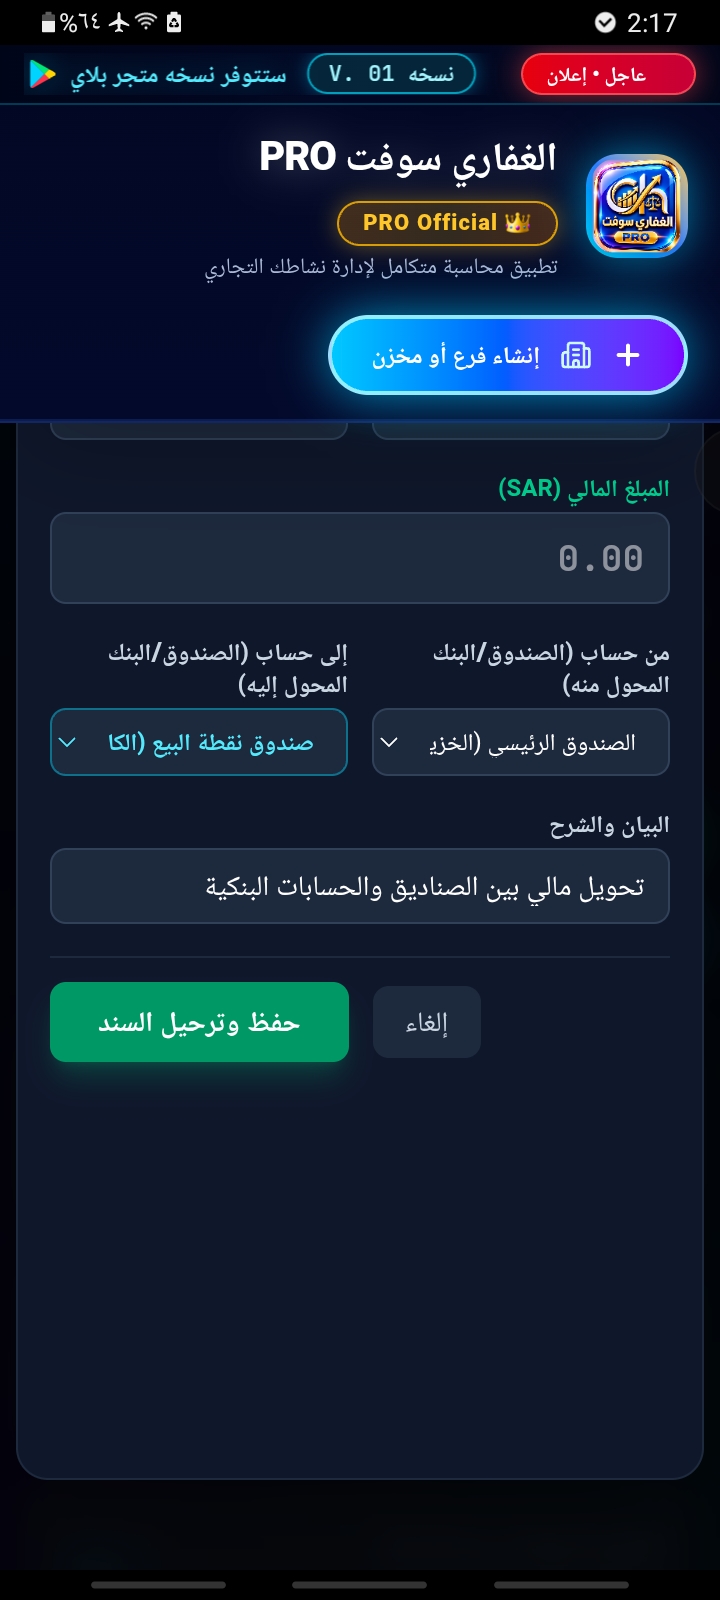 %٦٤ 2:17
عاجل • إعلان نسخه V. 01 ستتوفر نسخه متجر بلاي
الغفاري سوفت PRO
PRO Official
تطبيق محاسبة متكامل لإدارة نشاطك التجاري
الغفاري سوفت
PRO
+ إنشاء فرع أو مخزن
المبلغ المالي (SAR)
0.00
من حساب (الصندوق/البنك المحول منه)
الصندوق الرئيسي (الخزي
إلى حساب (الصندوق/البنك المحول إليه)
صندوق نقطة البيع (الكا
البيان والشرح
تحويل مالي بين الصناديق والحسابات البنكية
إلغاء
حفظ وترحيل السند